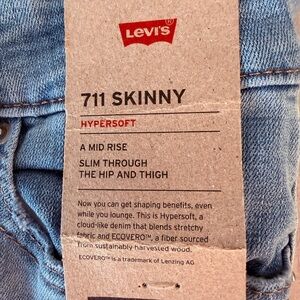 Levi's®
711 SKINNY
HYPERSOFT
A MID RISE
SLIM THROUGH
THE HIP AND THIGH
Now you can get shaping benefits, even
while you lounge. This is Hypersoft, a
cloud-like denim that blends stretchy
fabric and ECOVERO™, a fiber sourced
from sustainably harvested wood.
ECOVERO™ is a trademark of Lenzing AG